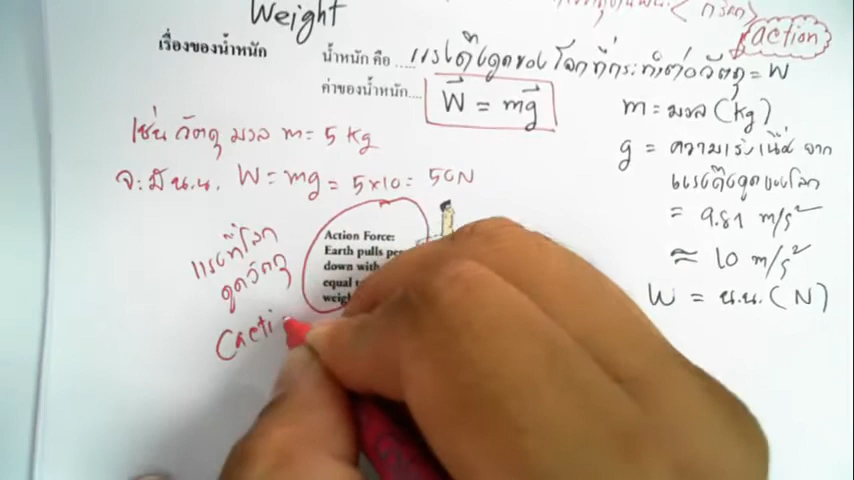 Weight
(กริยา)
action
เรื่องของน้ำหนัก
น้ำหนัก คือ ..... แรงดึงดูดของโลกที่กระทำต่อวัตถุ = W
ค่าของน้ำหนัก.... W = mg
m = มวล (kg)
เช่น วัตถุ มวล m = 5 kg
g = ความเร่งเนื่องจาก
แรงดึงดูดของโลก
จะมี น.น. W = mg = 5x10 = 50N
= 9.81 m/s²
≈ 10 m/s²
W = น.น. (N)
แรงที่โลก
ดูดวัตถุ
(acti
Action Force:
Earth pulls
down with
equal